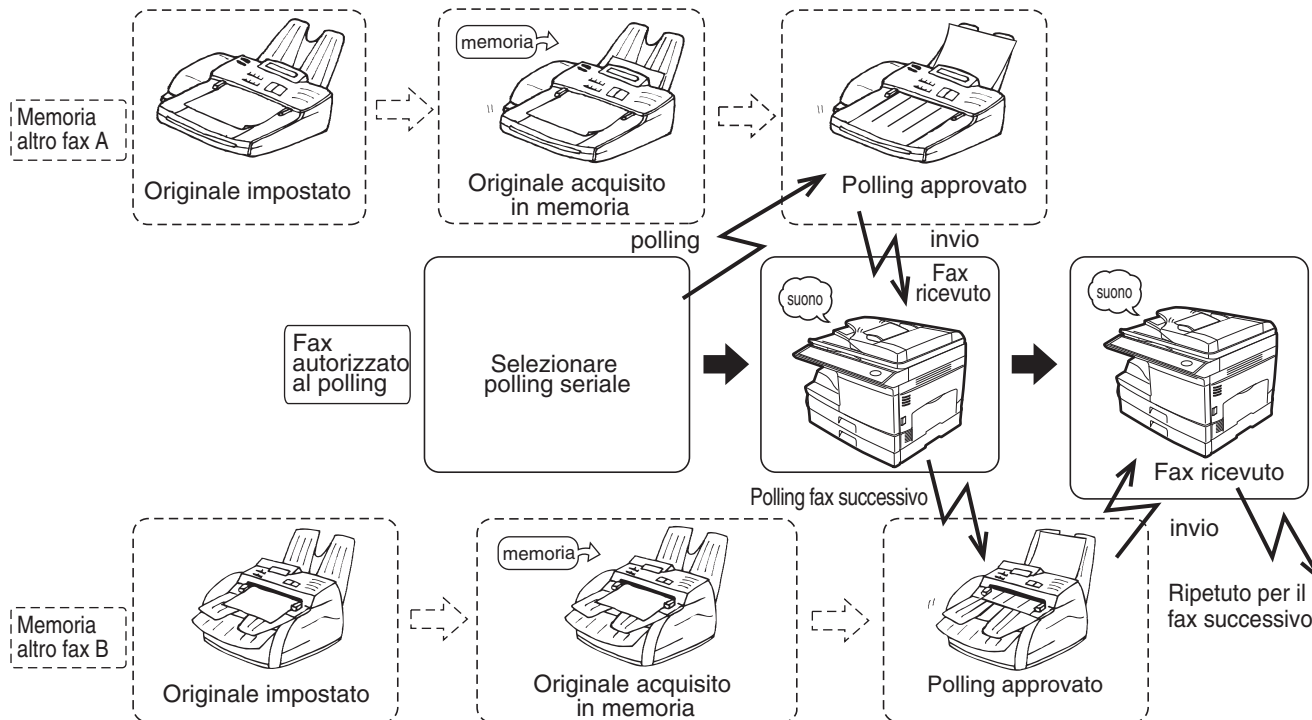 memoria
Memoria
altro fax A
Originale impostato
Originale acquisito
in memoria
Polling approvato
polling
invio
Fax
ricevuto
suono
suono
Fax
autorizzato
al polling
Selezionare
polling seriale
Fax ricevuto
Polling fax successivo
invio
memoria
Ripetuto per il
fax successivo
Memoria
altro fax B
Originale impostato
Originale acquisito
in memoria
Polling approvato